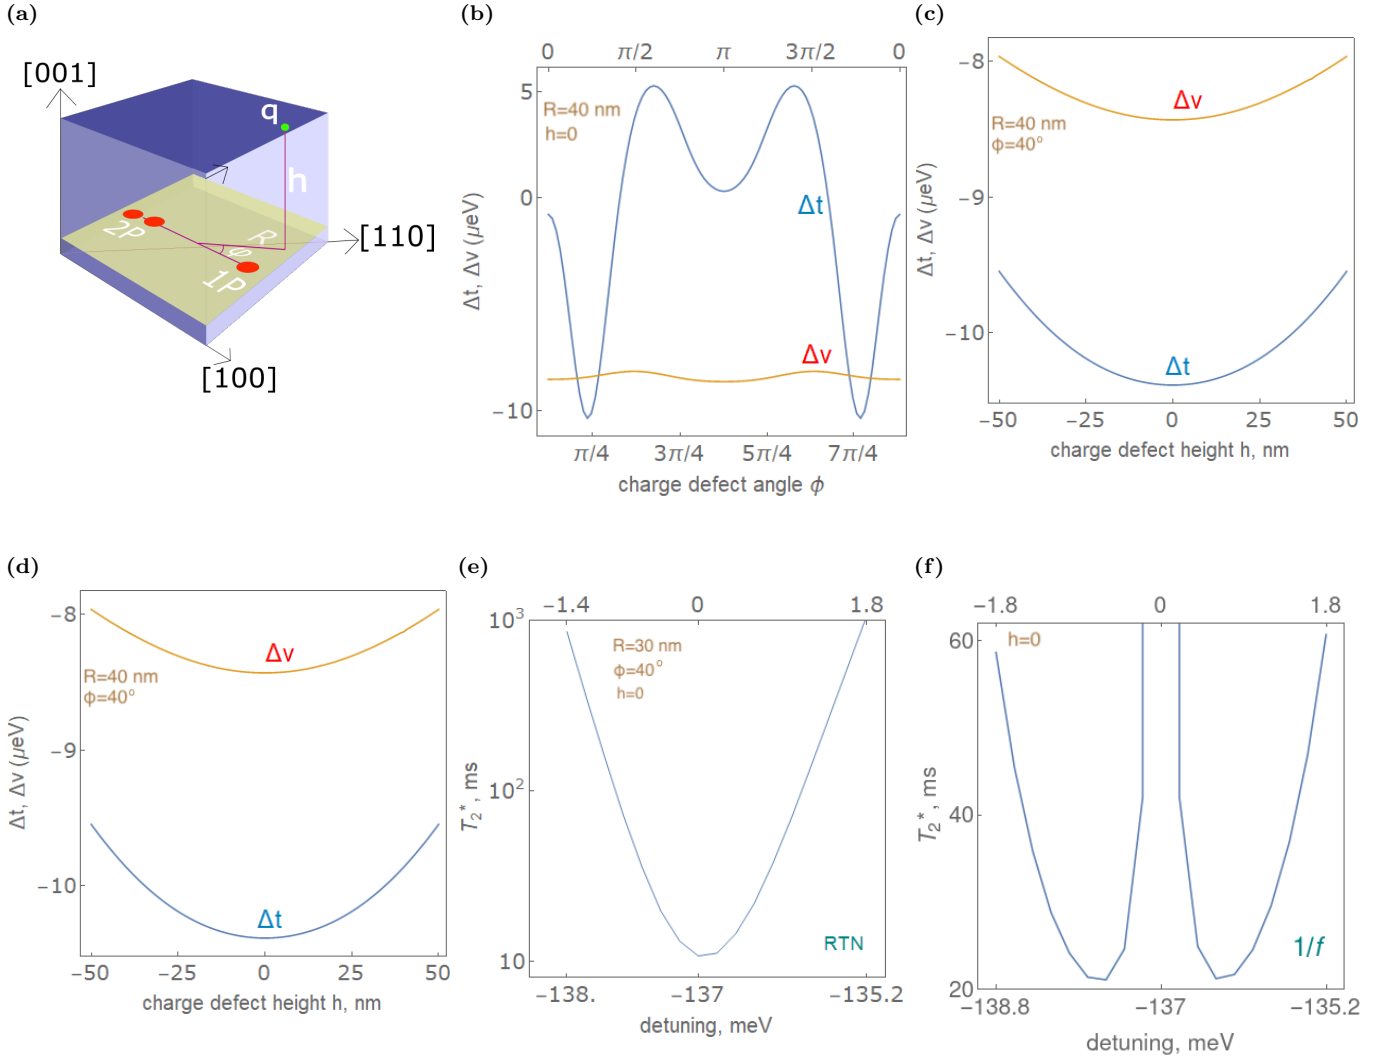 (a)
[001]
q
h
2P
R
φ
1P
[110]
[100]
(b)
0 π/2 π 3π/2 0
R=40 nm
h=0
5
0
−10
Δt, Δv (μeV)
Δt
Δv
π/4 3π/4 5π/4 7π/4
charge defect angle ϕ
(c)
−8
−9
−10
Δt, Δv (μeV)
Δv
R=40 nm
ϕ=40°
Δt
−50 −25 0 25 50
charge defect height h, nm
(d)
−8
−9
−10
Δt, Δv (μeV)
Δv
R=40 nm
ϕ=40°
Δt
−50 −25 0 25 50
charge defect height h, nm
(e)
−1.4 0 1.8
10³
10²
10
T₂*, ms
R=30 nm
ϕ=40°
h=0
RTN
−138. −137 −135.2
detuning, meV
(f)
−1.8 0 1.8
60
40
20
T₂*, ms
h=0
1/f
−138.8 −137 −135.2
detuning, meV